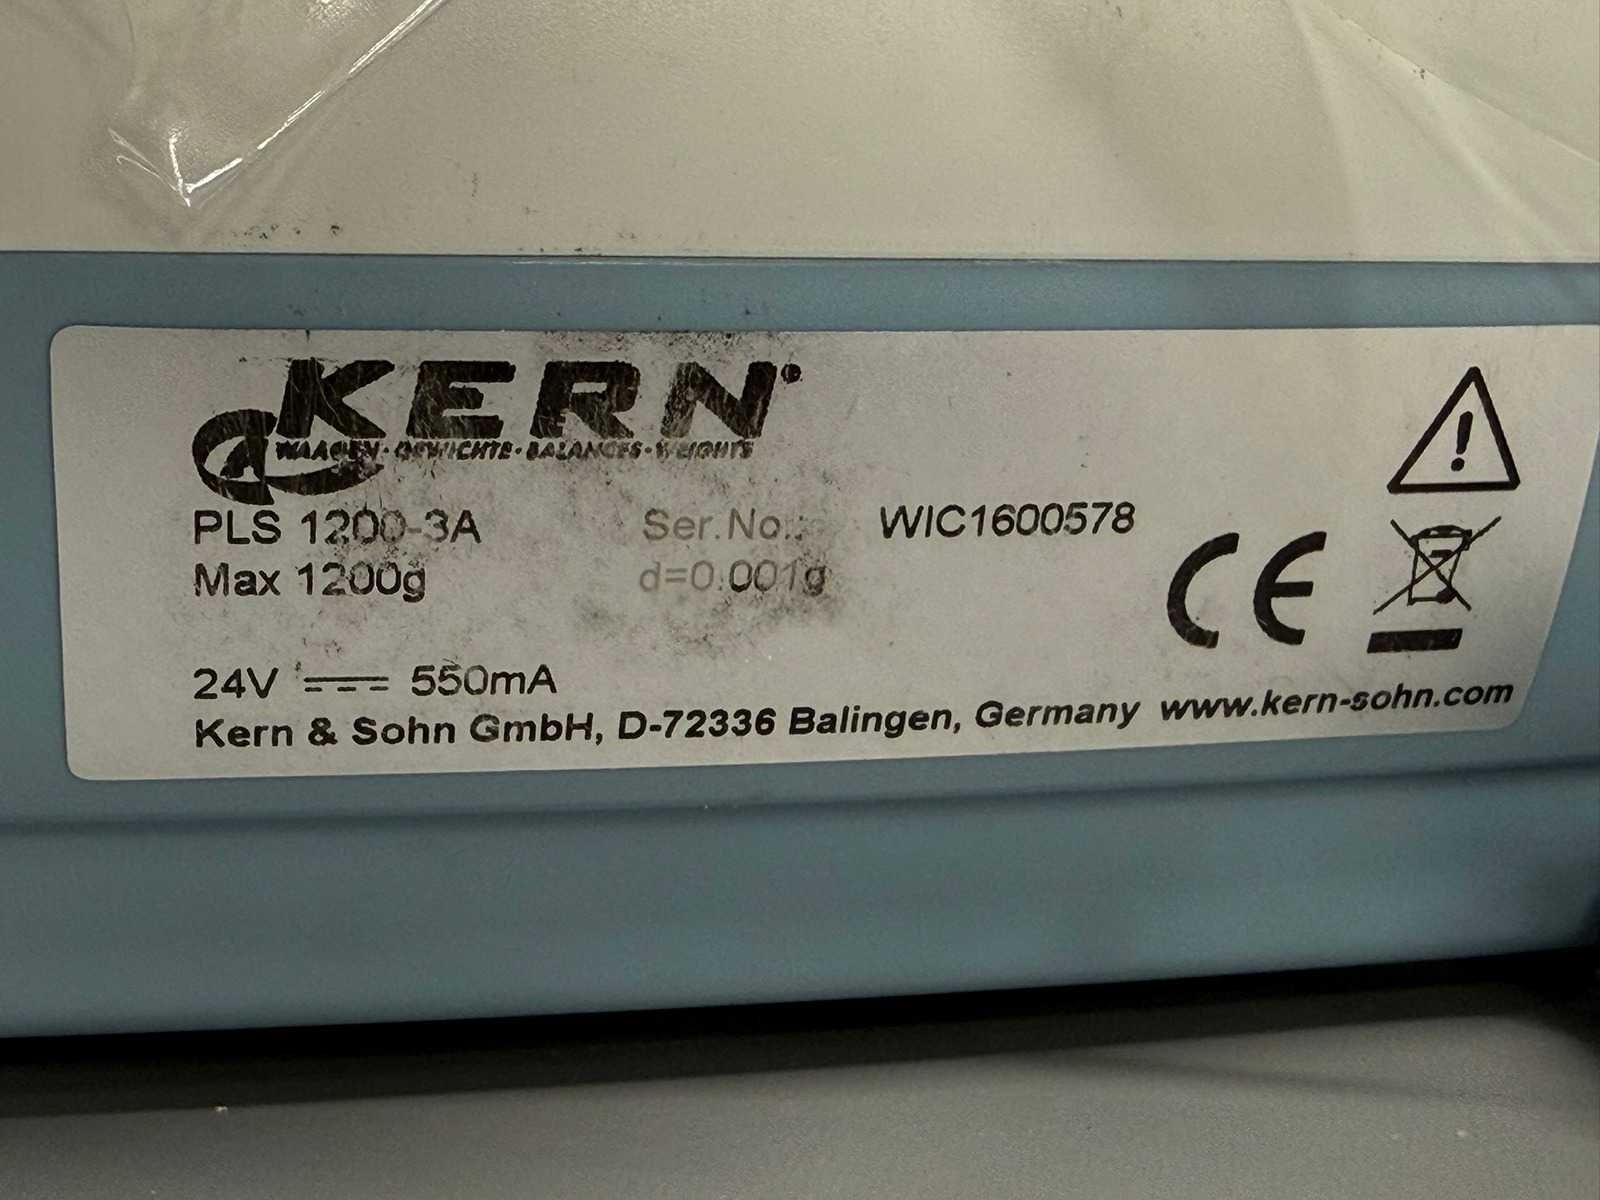 KERN®
WAAGEN · GEWICHTE · BALANCES · WEIGHTS
PLS 1200-3A Ser.No.: WIC1600578
Max 1200g d=0.001g
CE
24V ⎓ 550mA
Kern & Sohn GmbH, D-72336 Balingen, Germany www.kern-sohn.com